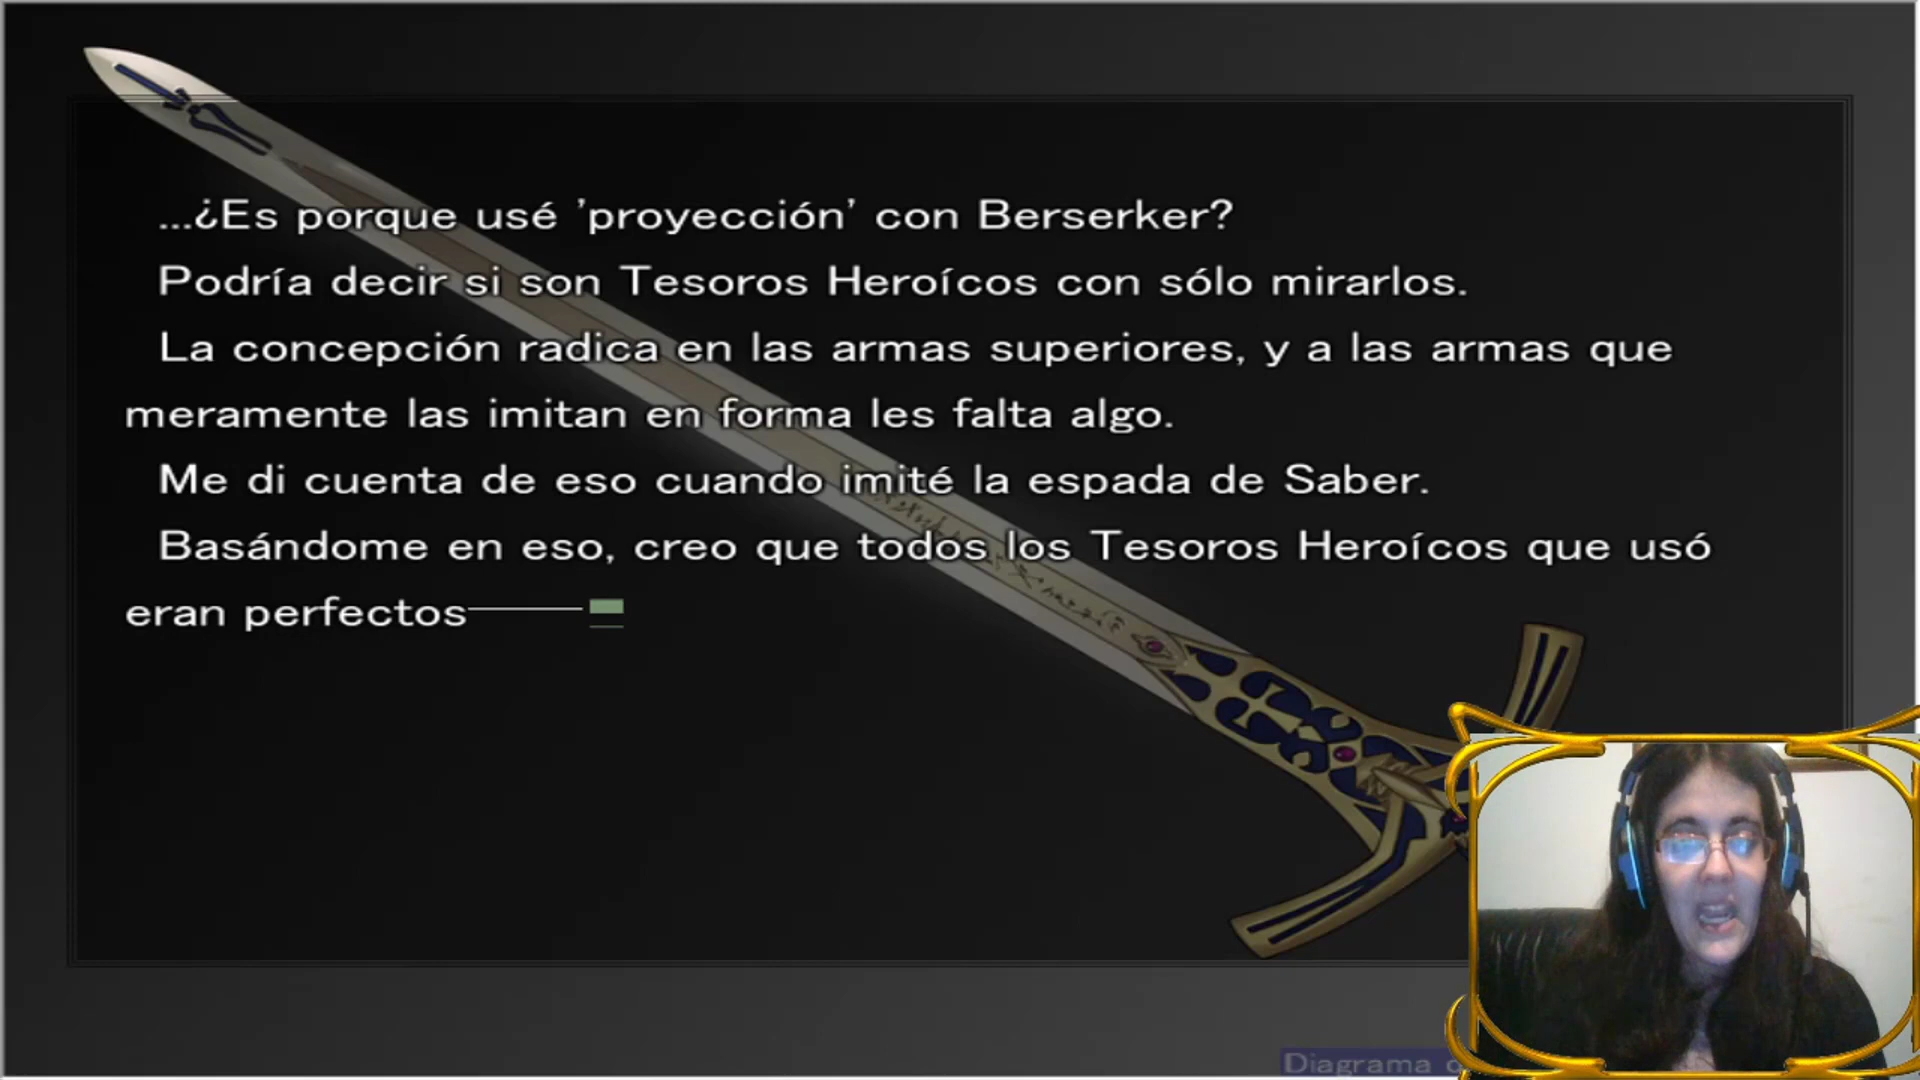 ...¿Es porque usé 'proyección' con Berserker?
Podría decir si son Tesoros Heroícos con sólo mirarlos.
La concepción radica en las armas superiores, y a las armas que
meramente las imitan en forma les falta algo.
Me di cuenta de eso cuando imité la espada de Saber.
Basándome en eso, creo que todos los Tesoros Heroícos que usó
eran perfectos———
Diagrama